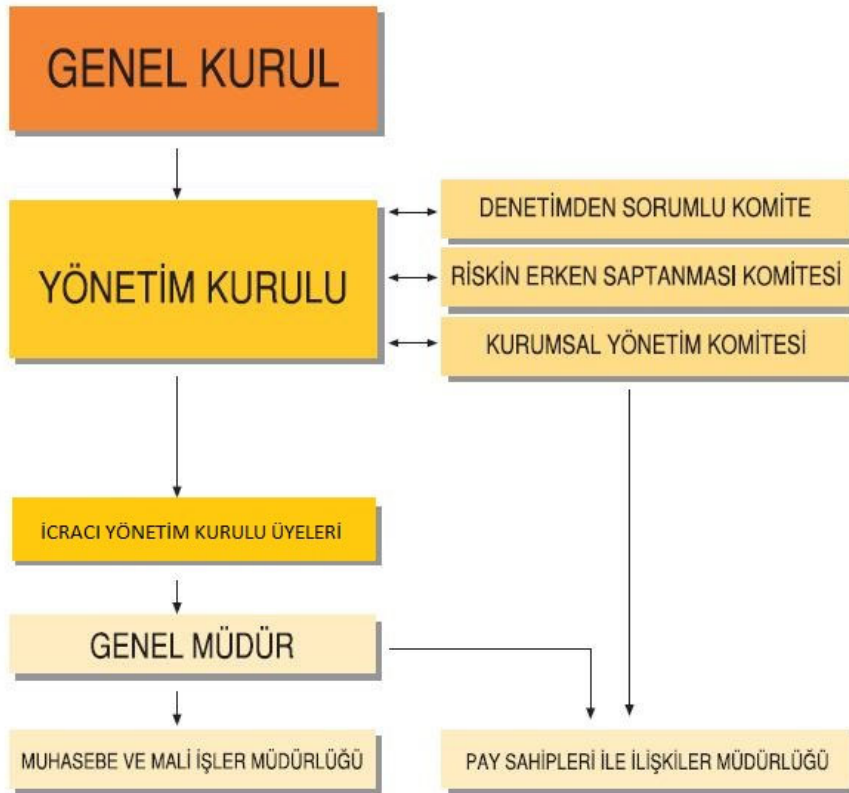 GENEL KURUL
YÖNETİM KURULU
DENETİMDEN SORUMLU KOMİTE
RİSKİN ERKEN SAPTANMASI KOMİTESİ
KURUMSAL YÖNETİM KOMİTESİ
İCRACI YÖNETİM KURULU ÜYELERİ
GENEL MÜDÜR
MUHASEBE VE MALİ İŞLER MÜDÜRLÜĞÜ
PAY SAHİPLERİ İLE İLİŞKİLER MÜDÜRLÜĞÜ